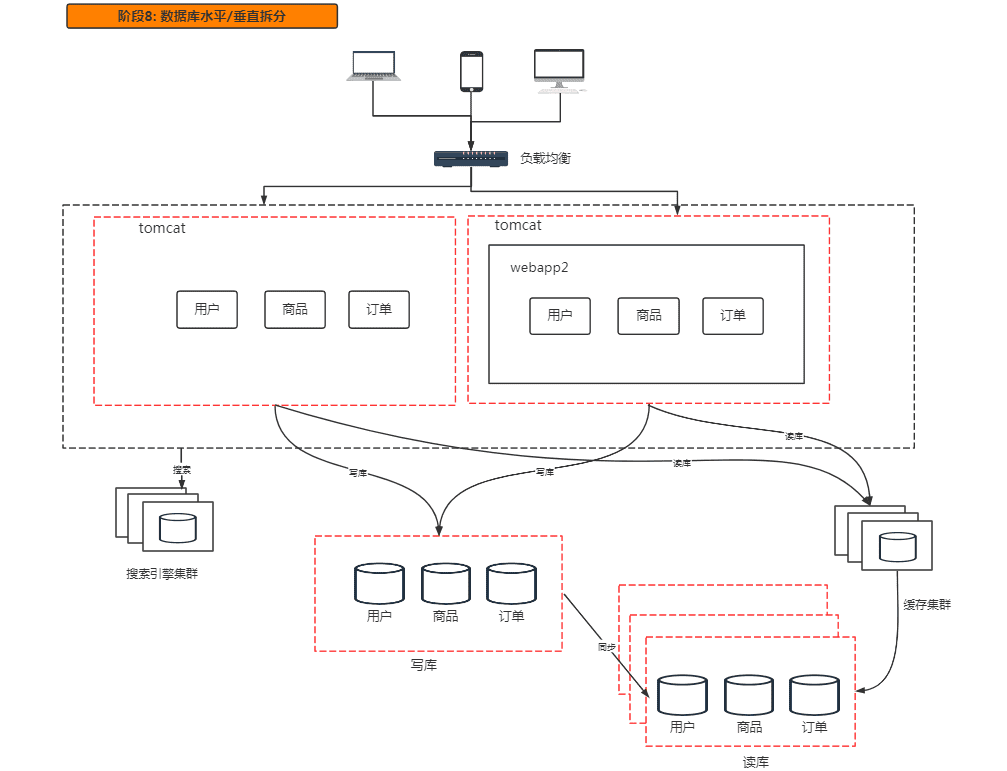 阶段8: 数据库水平/垂直拆分
负载均衡
tomcat
用户
商品
订单
tomcat
webapp2
用户
商品
订单
搜索
写库
写库
读库
读库
搜索引擎集群
用户
商品
订单
写库
同步
缓存集群
用户
商品
订单
读库